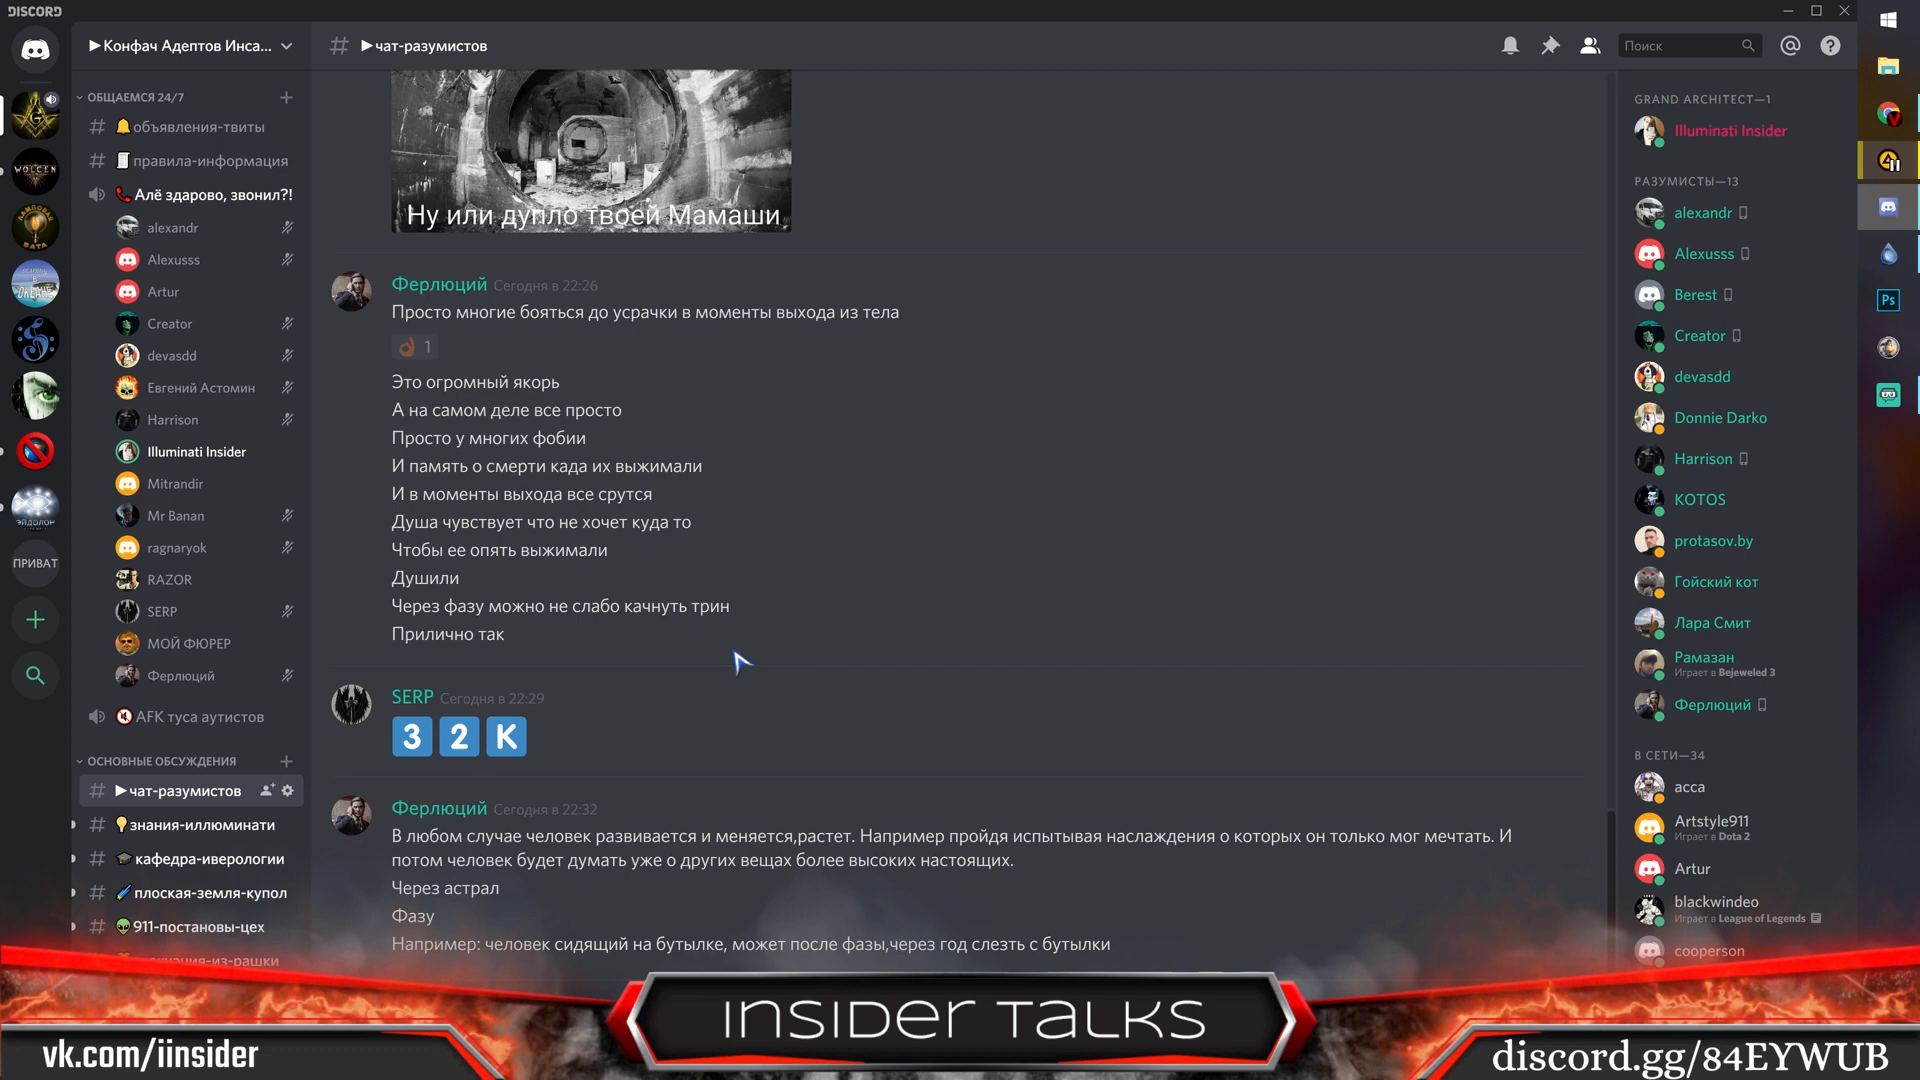 DISCORD
▶Конфач Адептов Инса...
▶чат-разумистов
Поиск
ОБЩАЕМСЯ 24/7
объявления-твиты
правила-информация
Алё здарово, звонил?!
alexandr
Alexusss
Artur
Creator
devasdd
Евгений Астомин
Harrison
Illuminati Insider
Mitrandir
Mr Banan
ragnaryok
RAZOR
SERP
МОЙ ФЮРЕР
Ферлюций
AFK туса аутистов
ОСНОВНЫЕ ОБСУЖДЕНИЯ
▶чат-разумистов
знания-иллюминати
кафедра-иверологии
плоская-земля-купол
911-постановы-цех
-из-рашки
WOLCEN
ЛАМПОВАЯ
ВАТА
ОКЕАНЕ
ЭЙДОЛОН
ПРИВАТ
Ну или дупло твоей Мамаши
Ферлюций Сегодня в 22:26
Просто многие бояться до усрачки в моменты выхода из тела
👌 1
Это огромный якорь
А на самом деле все просто
Просто у многих фобии
И память о смерти када их выжимали
И в моменты выхода все срутся
Душа чувствует что не хочет куда то
Чтобы ее опять выжимали
Душили
Через фазу можно не слабо качнуть трин
Прилично так
SERP Сегодня в 22:29
3 2 K
Ферлюций Сегодня в 22:32
В любом случае человек развивается и меняется,растет. Например пройдя испытывая наслаждения о которых он только мог мечтать. И
потом человек будет думать уже о других вещах более высоких настоящих.
Через астрал
Фазу
Например: человек сидящий на бутылке, может после фазы,через год слезть с бутылки
GRAND ARCHITECT—1
Illuminati Insider
РАЗУМИСТЫ—13
alexandr
Alexusss
Berest
Creator
devasdd
Donnie Darko
Harrison
KOTOS
protasov.by
Гойский кот
Лара Смит
Рамазан
Играет в Bejeweled 3
Ферлюций
В СЕТИ—34
acca
Artstyle911
Играет в Dota 2
Artur
blackwindeo
Играет в League of Legends
cooperson
Ps
INSIDER TALKS
vk.com/iinsider
discord.gg/84EYWUB